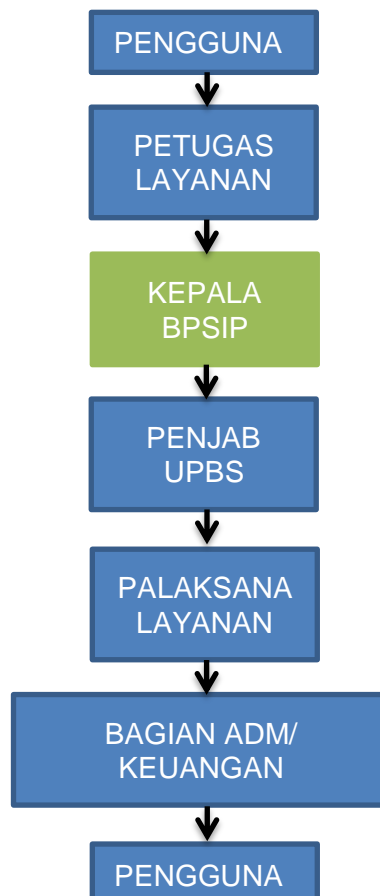 PENGGUNA
PETUGAS
LAYANAN
KEPALA
BPSIP
PENJAB
UPBS
PALAKSANA
LAYANAN
BAGIAN ADM/
KEUANGAN
PENGGUNA